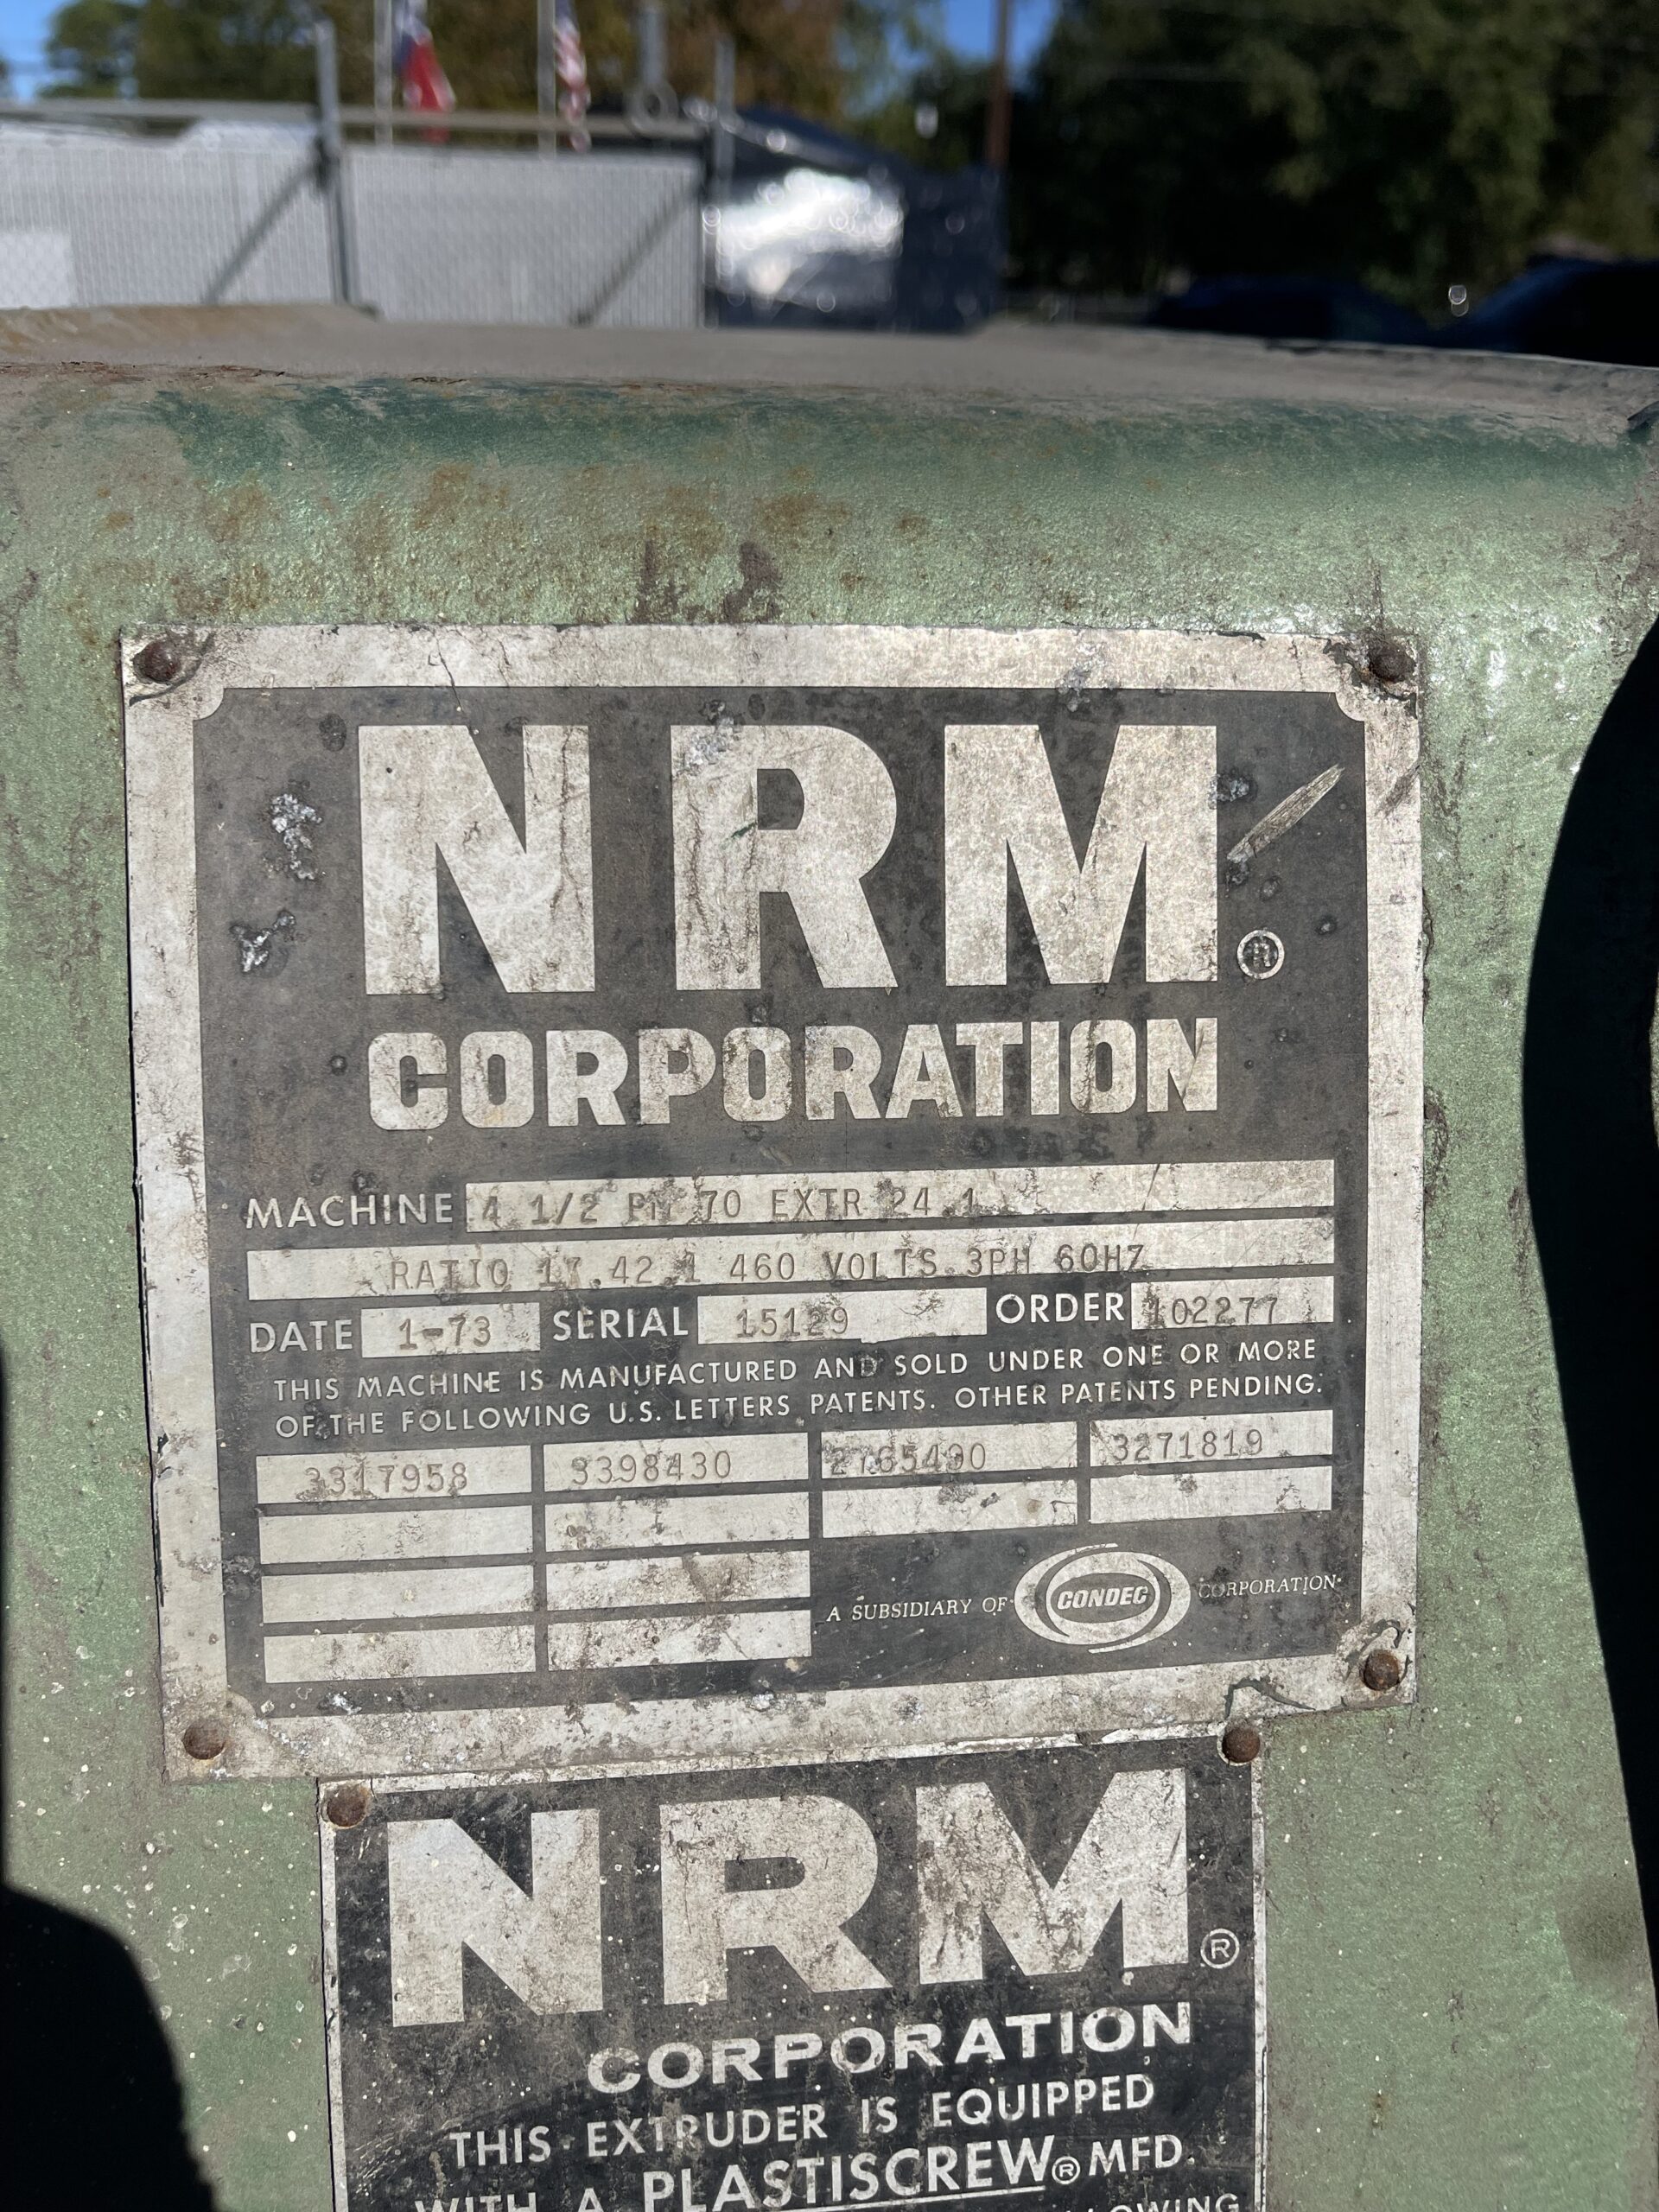 NRM®
CORPORATION
MACHINE 4 1/2 PM 70 EXTR 24 1
RATIO 17.42 1 460 VOLTS 3PH 60HZ
DATE 1-73 SERIAL 15129 ORDER 102277
THIS MACHINE IS MANUFACTURED AND SOLD UNDER ONE OR MORE
OF THE FOLLOWING U.S. LETTERS PATENTS. OTHER PATENTS PENDING.
3317958 3398430 2765490 3271819
A SUBSIDIARY OF CONDEC CORPORATION
NRM®
CORPORATION
THIS EXTRUDER IS EQUIPPED
WITH A PLASTISCREW® MFD.